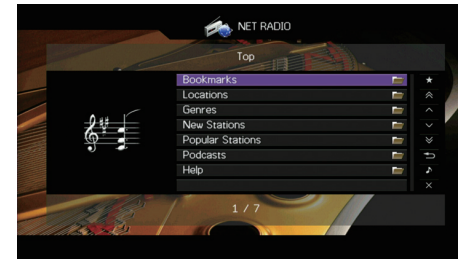 NET RADIO
Top
Bookmarks
Locations
Genres
New Stations
Popular Stations
Podcasts
Help
1 / 7